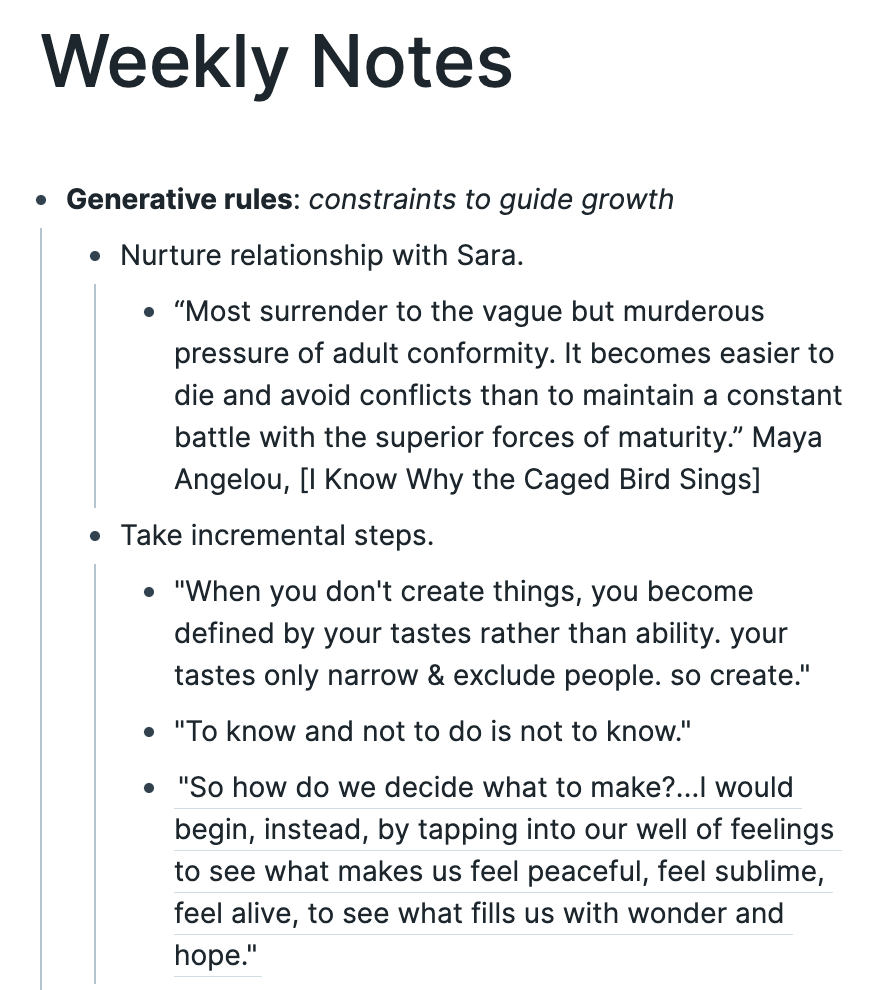 Weekly Notes
Generative rules: constraints to guide growth
Nurture relationship with Sara.
“Most surrender to the vague but murderous
pressure of adult conformity. It becomes easier to
die and avoid conflicts than to maintain a constant
battle with the superior forces of maturity.” Maya
Angelou, [I Know Why the Caged Bird Sings]
Take incremental steps.
"When you don't create things, you become
defined by your tastes rather than ability. your
tastes only narrow & exclude people. so create."
"To know and not to do is not to know."
"So how do we decide what to make?...I would
begin, instead, by tapping into our well of feelings
to see what makes us feel peaceful, feel sublime,
feel alive, to see what fills us with wonder and
hope."